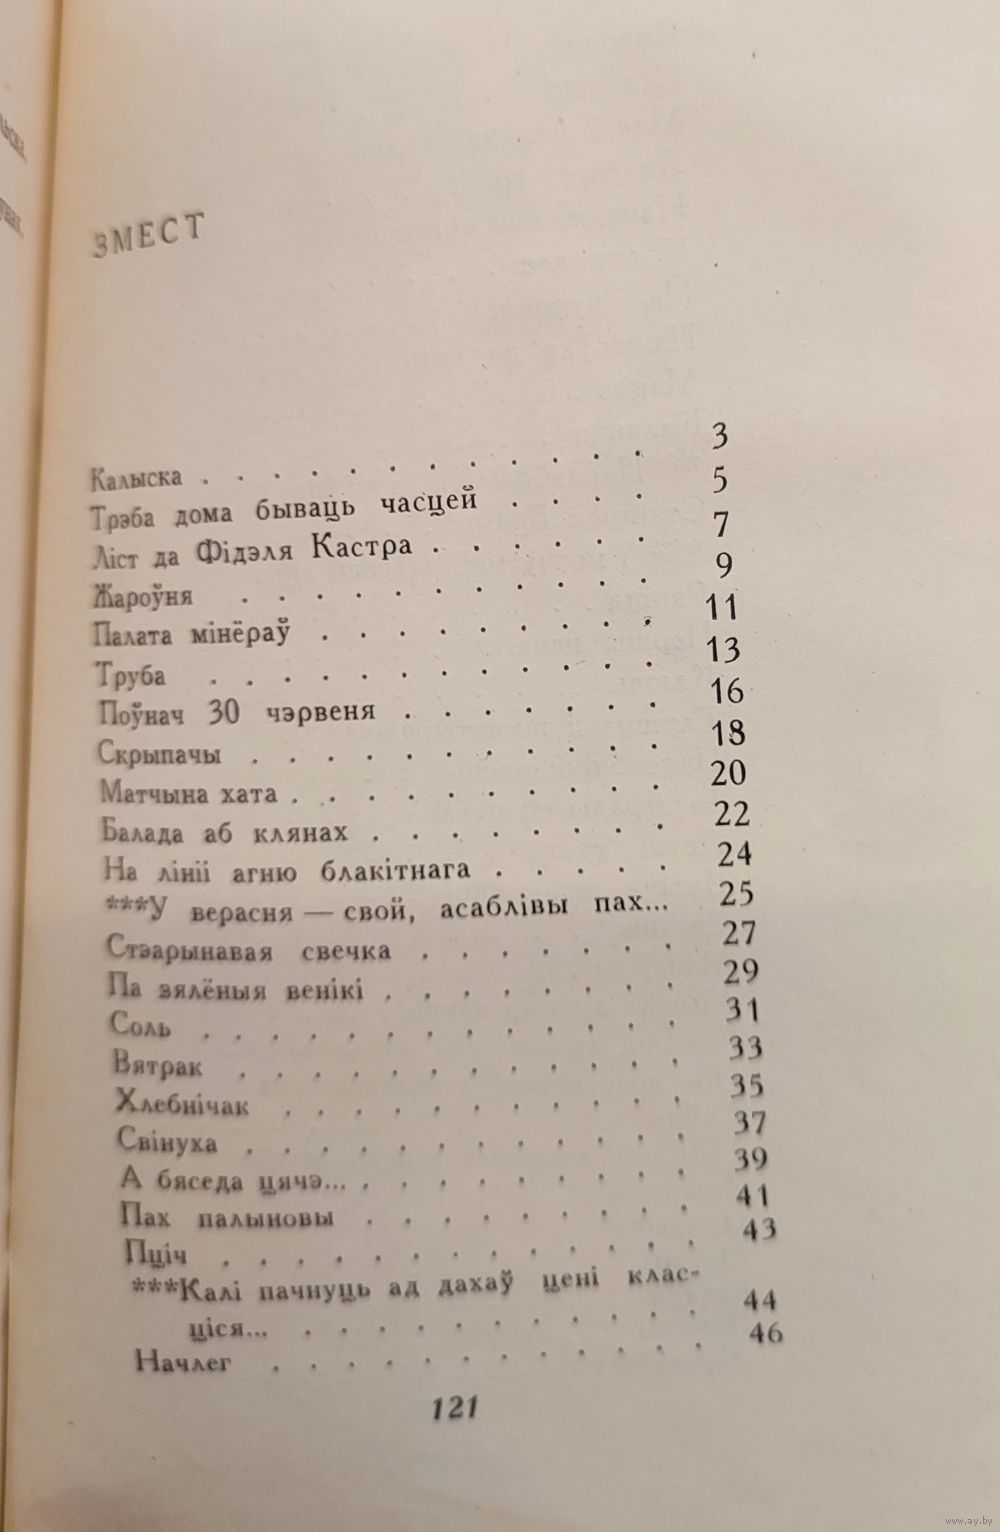 ЗМЕСТ
Калыска . . . . . . . . . . . . 3
Трэба дома бываць часцей . . . . 5
Ліст да Фідэля Кастра . . . . . . 7
Жароўня . . . . . . . . . . . 9
Палата мінёраў . . . . . . . . . 11
Труба . . . . . . . . . . . . 13
Поўнач 30 чэрвеня . . . . . . . 16
Скрыпачы . . . . . . . . . . . 18
Матчына хата . . . . . . . . . . 20
Балада аб клянах . . . . . . . . 22
На лініі агню блакітнага . . . . . 24
***У верасня — свой, асаблівы пах... 25
Стэарынавая свечка . . . . . . . 27
Па зялёныя венікі . . . . . . . . 29
Соль . . . . . . . . . . . . . 31
Вятрак . . . . . . . . . . . . 33
Хлебнічак . . . . . . . . . . . 35
Свінуха . . . . . . . . . . . . 37
А бяседа цячэ... . . . . . . . . . 39
Пах палыновы . . . . . . . . . 41
Пціч . . . . . . . . . . . . . 43
***Калі пачнуць ад дахаў цені клас-
ціся... . . . . . . . . . . . 44
Начлег . . . . . . . . . . . . 46
121
www.ay.by